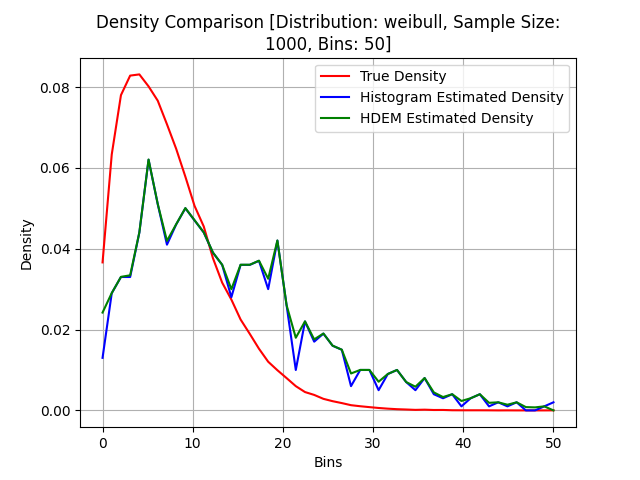 Density Comparison [Distribution: weibull, Sample Size:
1000, Bins: 50]
True Density
Histogram Estimated Density
HDEM Estimated Density
Density
0.08
0.06
0.04
0.02
0.00
0 10 20 30 40 50
Bins